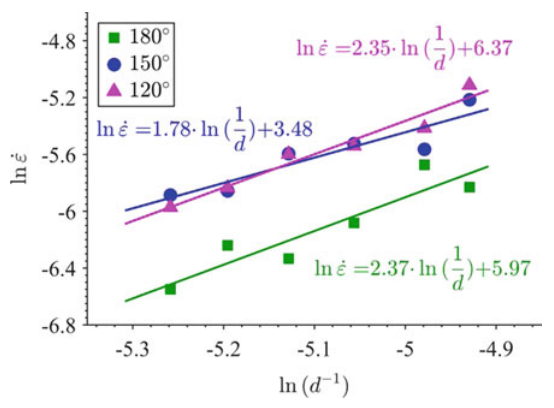 ln ε̇ =2.35·ln (1/d)+6.37
180°
150°
120°
ln ε̇ =1.78·ln (1/d)+3.48
ln ε̇ =2.37·ln (1/d)+5.97
ln ε̇
-4.8
-5.2
-5.6
-6
-6.4
-6.8
-5.3 -5.2 -5.1 -5 -4.9
ln (d⁻¹)